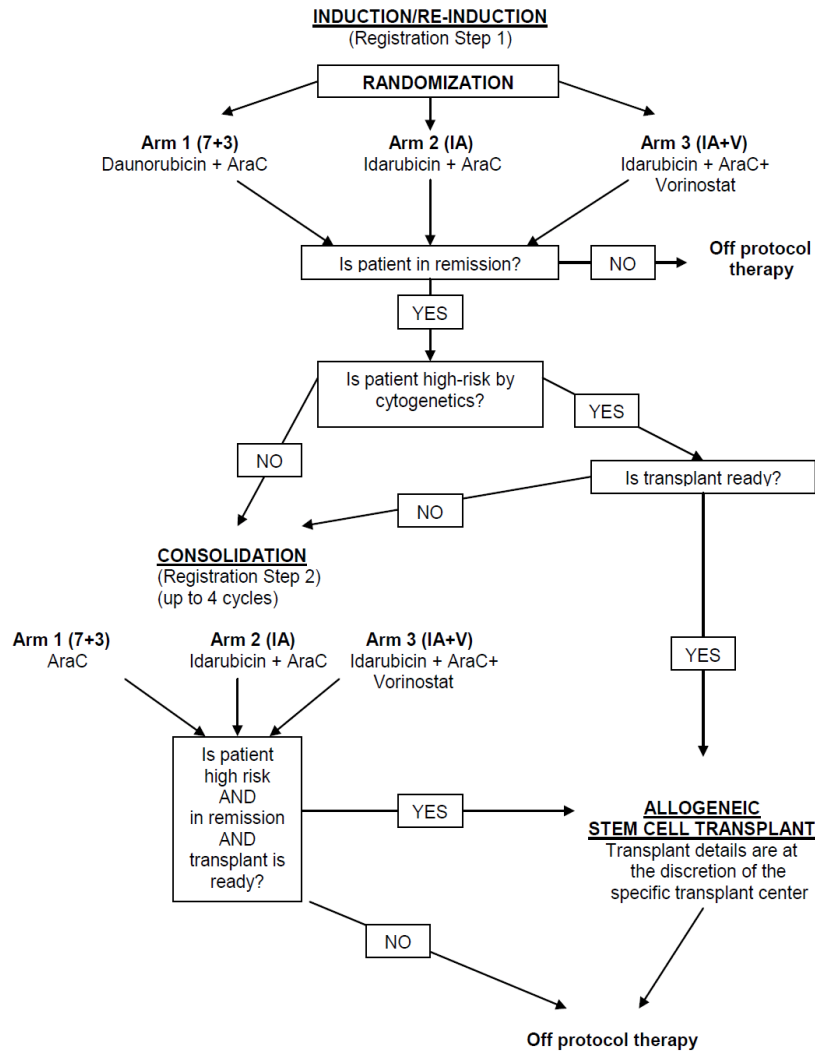 INDUCTION/RE-INDUCTION
(Registration Step 1)
RANDOMIZATION
Arm 1 (7+3)
Daunorubicin + AraC
Arm 2 (IA)
Idarubicin + AraC
Arm 3 (IA+V)
Idarubicin + AraC+
Vorinostat
Is patient in remission?
NO
Off protocol
therapy
YES
Is patient high-risk by
cytogenetics?
YES
NO
Is transplant ready?
NO
CONSOLIDATION
(Registration Step 2)
(up to 4 cycles)
Arm 1 (7+3)
AraC
Arm 2 (IA)
Idarubicin + AraC
Arm 3 (IA+V)
Idarubicin + AraC+
Vorinostat
YES
Is patient
high risk
AND
in remission
AND
transplant is
ready?
YES
ALLOGENEIC
STEM CELL TRANSPLANT
Transplant details are at
the discretion of the
specific transplant center
NO
Off protocol therapy